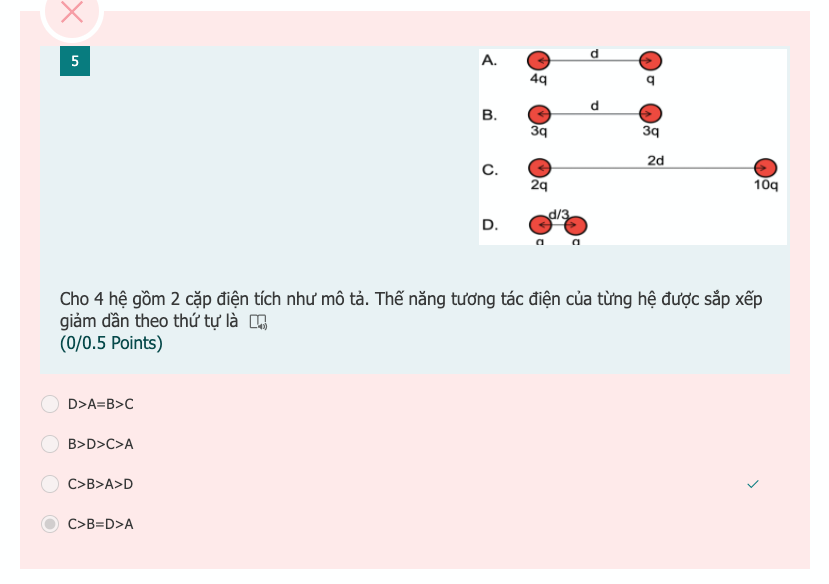 5
A.
d
4q
q
B.
d
3q
3q
C.
2d
2q
10q
D.
d/3
q
q
Cho 4 hệ gồm 2 cặp điện tích như mô tả. Thế năng tương tác điện của từng hệ được sắp xếp
giảm dần theo thứ tự là
(0/0.5 Points)
D>A=B>C
B>D>C>A
C>B>A>D
C>B=D>A